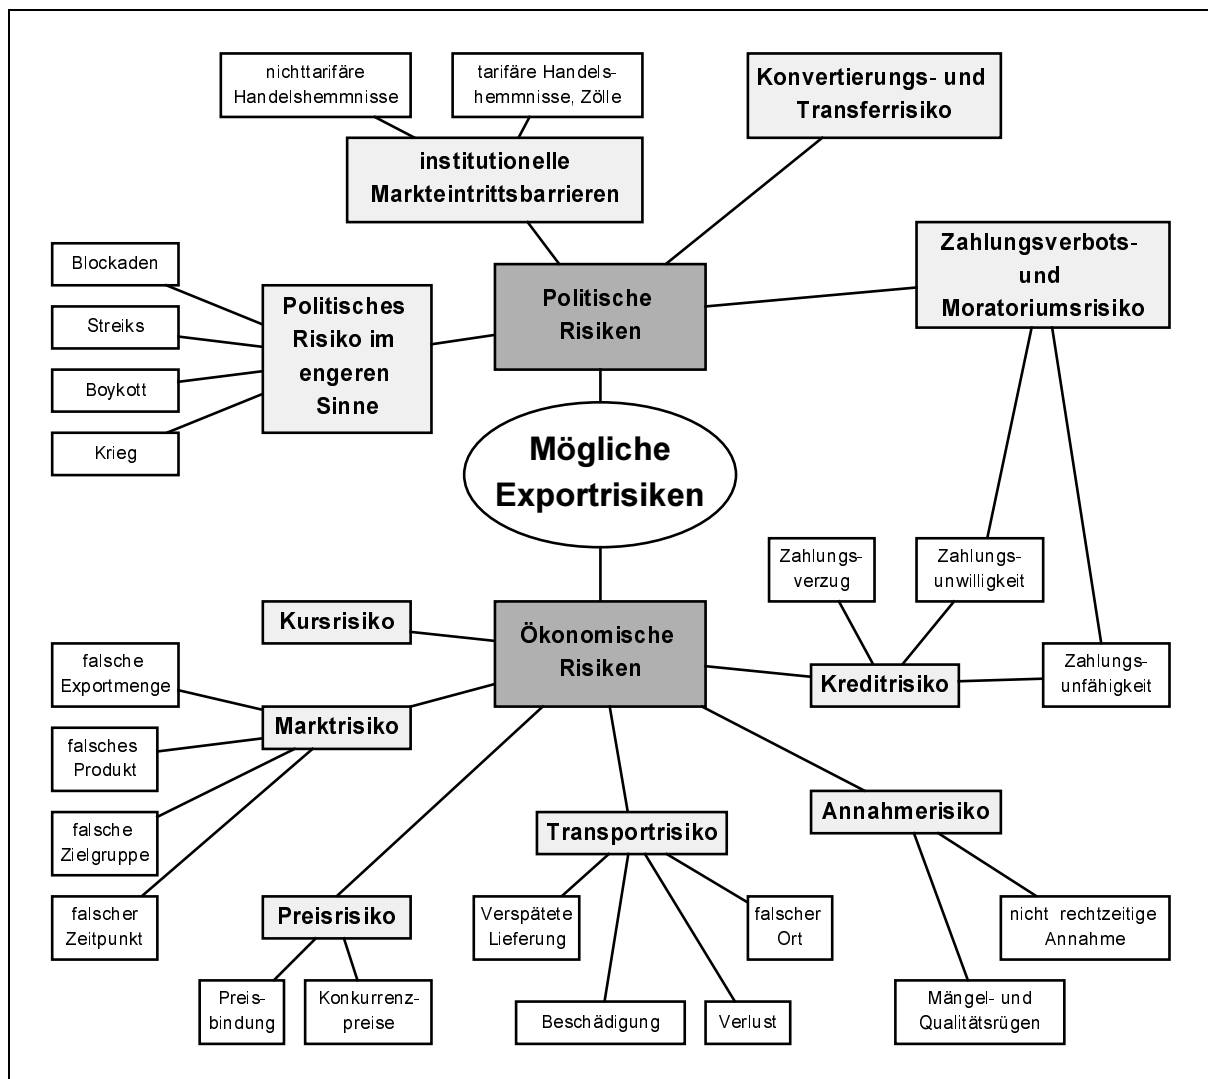 nichttarifäre
Handelshemmnisse
tarifäre Handels-
hemmnisse, Zölle
Konvertierungs- und
Transferrisiko
institutionelle
Markteintrittsbarrieren
Zahlungsverbots-
und
Moratoriumsrisiko
Blockaden
Streiks
Boykott
Krieg
Politisches
Risiko im
engeren
Sinne
Politische
Risiken
Mögliche
Exportrisiken
Zahlungs-
verzug
Zahlungs-
unwilligkeit
Zahlungs-
unfähigkeit
Kursrisiko
Ökonomische
Risiken
Kreditrisiko
falsche
Exportmenge
Marktrisiko
falsches
Produkt
falsche
Zielgruppe
falscher
Zeitpunkt
Transportrisiko
Annahmerisiko
Preisrisiko
Verspätete
Lieferung
falscher
Ort
nicht rechtzeitige
Annahme
Preis-
bindung
Konkurrenz-
preise
Beschädigung
Verlust
Mängel- und
Qualitätsrügen